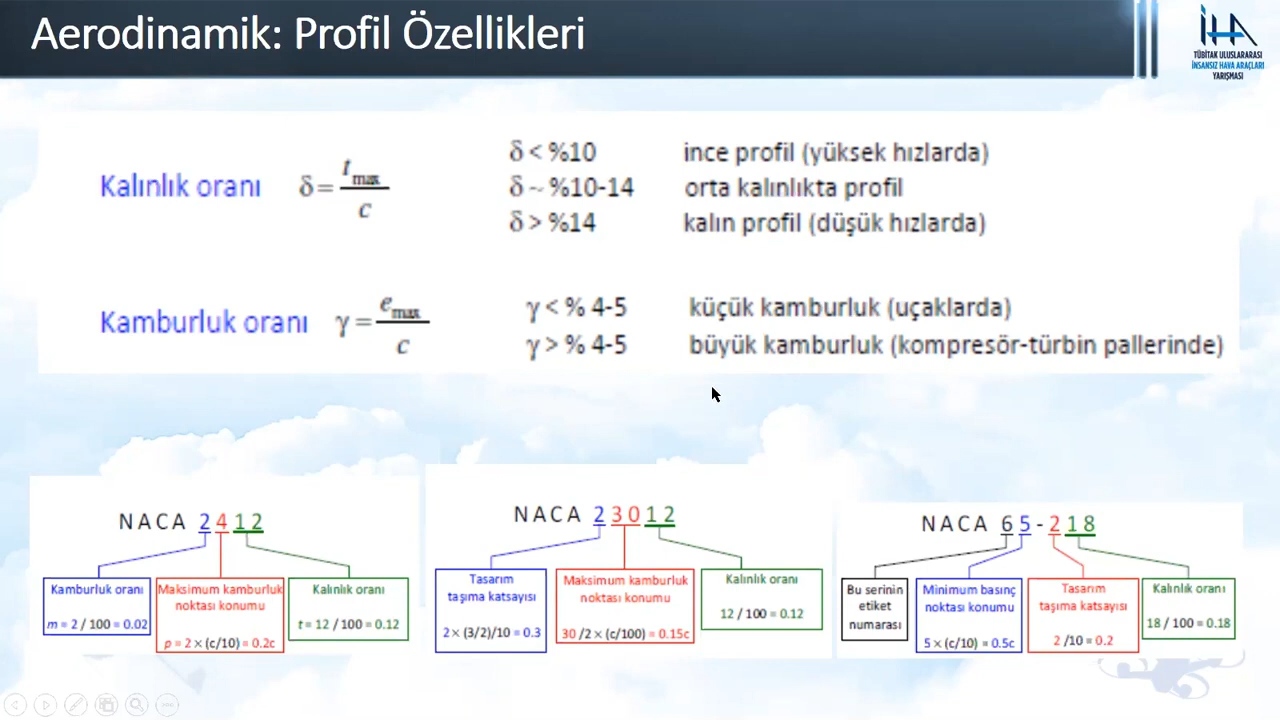 Aerodinamik: Profil Özellikleri
İHA
TÜBİTAK ULUSLARARASI
İNSANSIZ HAVA ARAÇLARI
YARIŞMASI
Kalınlık oranı δ = t max / c
δ < %10 ince profil (yüksek hızlarda)
δ ~ %10-14 orta kalınlıkta profil
δ > %14 kalın profil (düşük hızlarda)
Kamburluk oranı γ = e max / c
γ < % 4-5 küçük kamburluk (uçaklarda)
γ > % 4-5 büyük kamburluk (kompresör-türbin pallerinde)
NACA 2412
Kamburluk oranı
m = 2 / 100 = 0.02
Maksimum kamburluk
noktası konumu
p = 2 × (c/10) = 0.2c
Kalınlık oranı
t = 12 / 100 = 0.12
NACA 23012
Tasarım
taşıma katsayısı
2 × (3/2)/10 = 0.3
Maksimum kamburluk
noktası konumu
30 /2 × (c/100) = 0.15c
Kalınlık oranı
12 / 100 = 0.12
NACA 65-218
Bu serinin
etiket
numarası
Minimum basınç
noktası konumu
5 × (c/10) = 0.5c
Tasarım
taşıma katsayısı
2 /10 = 0.2
Kalınlık oranı
18 / 100 = 0.18